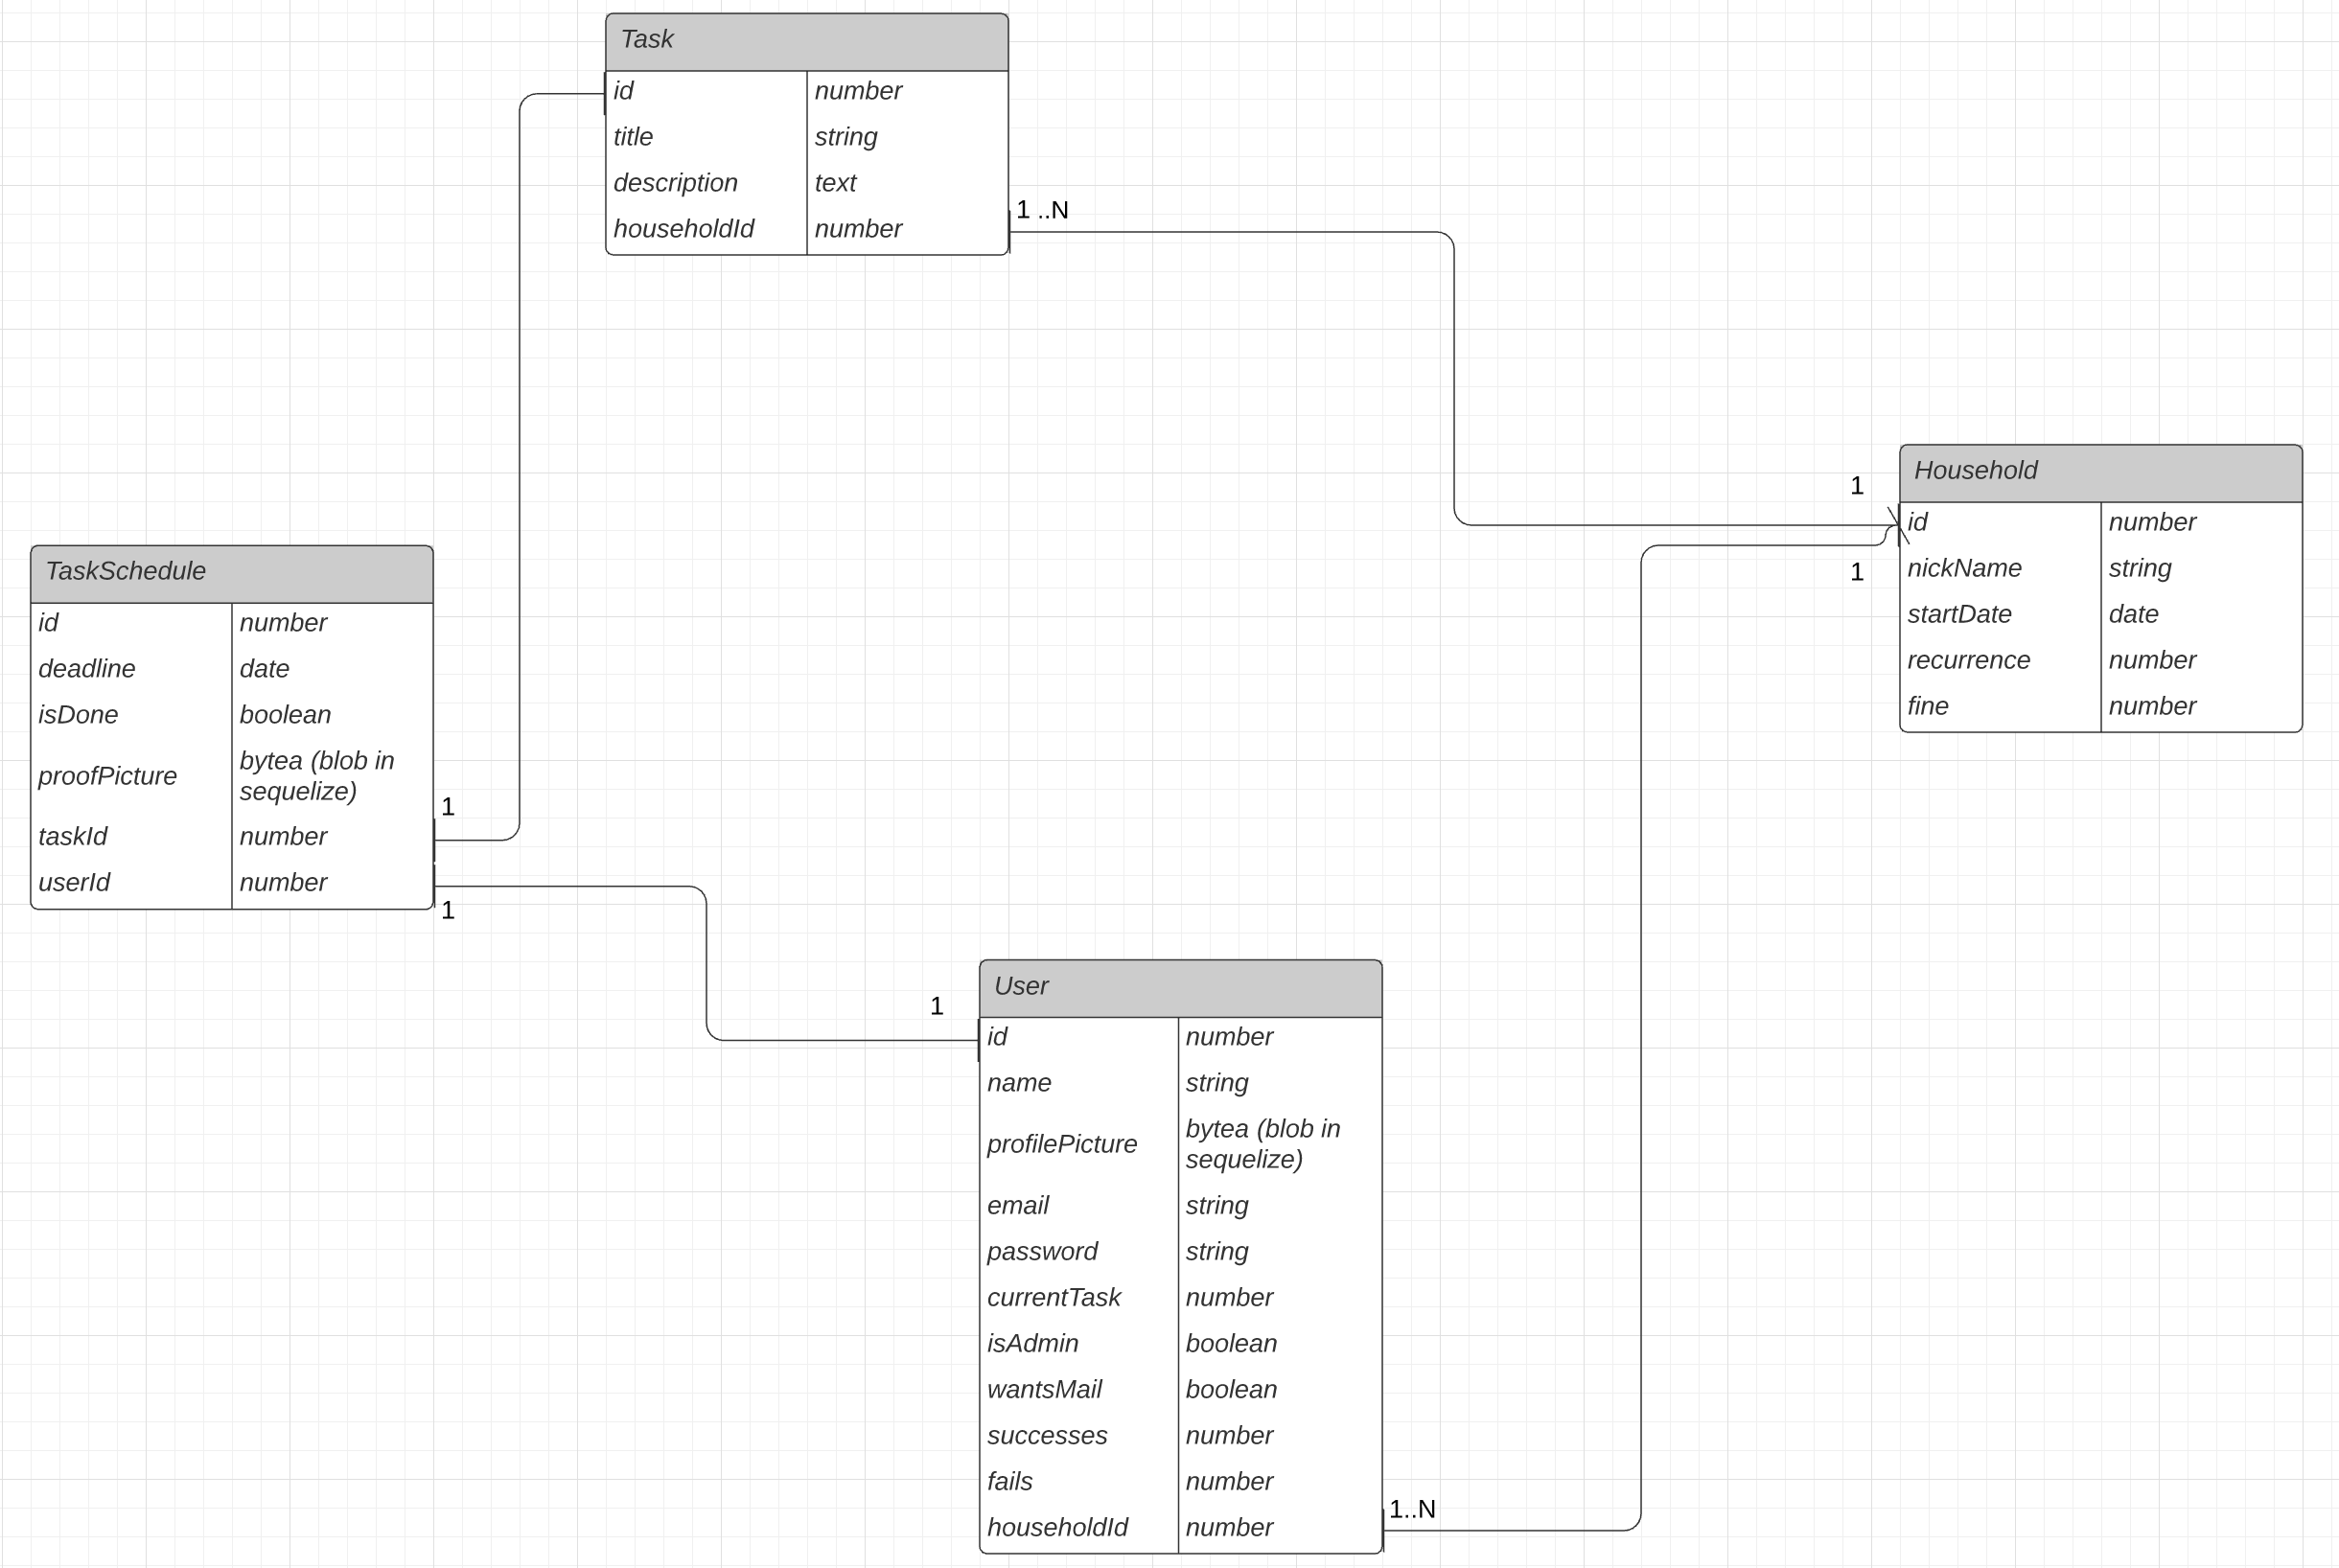 Task
id number
title string
description text
householdId number
1 ..N
1
Household
id number
nickName string
startDate date
recurrence number
fine number
1
TaskSchedule
id number
deadline date
isDone boolean
proofPicture bytea (blob in
sequelize)
taskId number
userId number
1
1
1
User
id number
name string
profilePicture bytea (blob in
sequelize)
email string
password string
currentTask number
isAdmin boolean
wantsMail boolean
successes number
fails number
householdId number
1..N